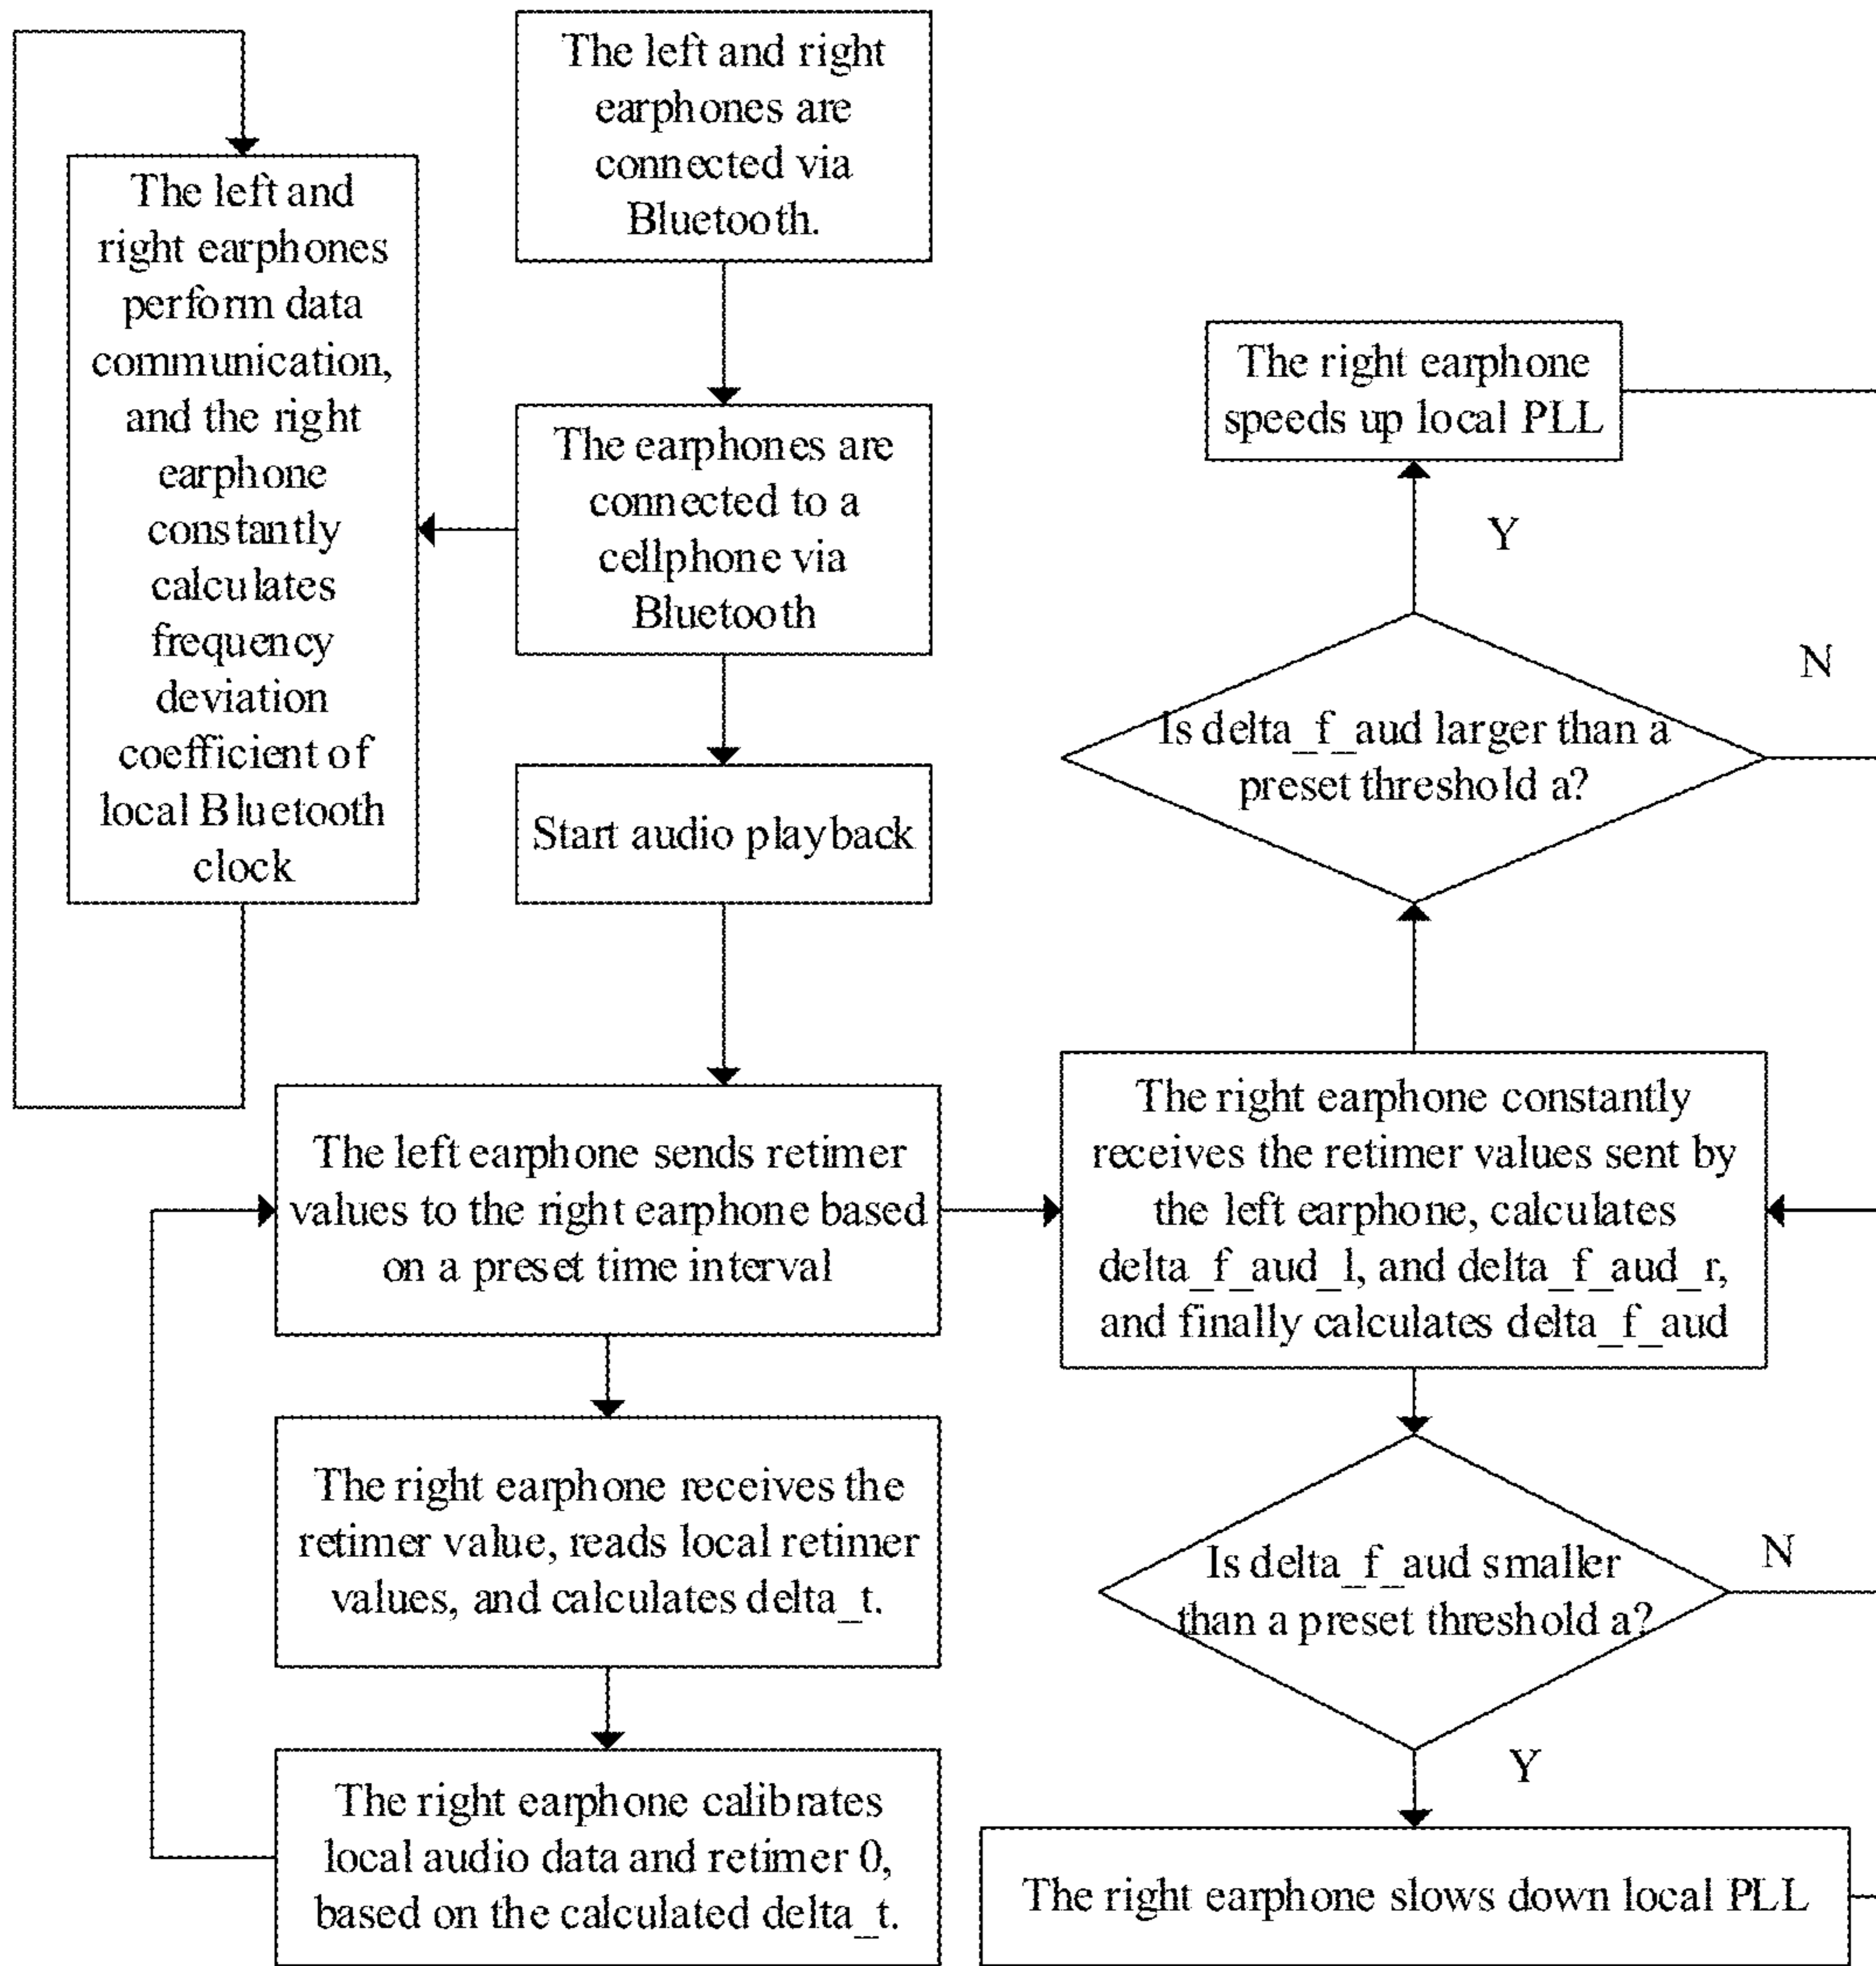 The left and right
earphones are
connected via
Bluetooth.
The left and
right earphones
perform data
communication,
and the right
earphone
constantly
calculates
frequency
deviation
coefficient of
local Bluetooth
clock
The earphones are
connected to a
cellphone via
Bluetooth
Start audio playback
The left earphone sends retimer
values to the right earphone based
on a preset time interval
The right earphone receives the
retimer value, reads local retimer
values, and calculates delta_t.
The right earphone calibrates
local audio data and retimer 0,
based on the calculated delta_t.
The right earphone
speeds up local PLL
Y
N
Is delta_f_aud larger than a
preset threshold a?
The right earphone constantly
receives the retimer values sent by
the left earphone, calculates
delta_f_aud_l, and delta_f_aud_r,
and finally calculates delta_f_aud
Is delta_f_aud smaller
than a preset threshold a?
N
Y
The right earphone slows down local PLL